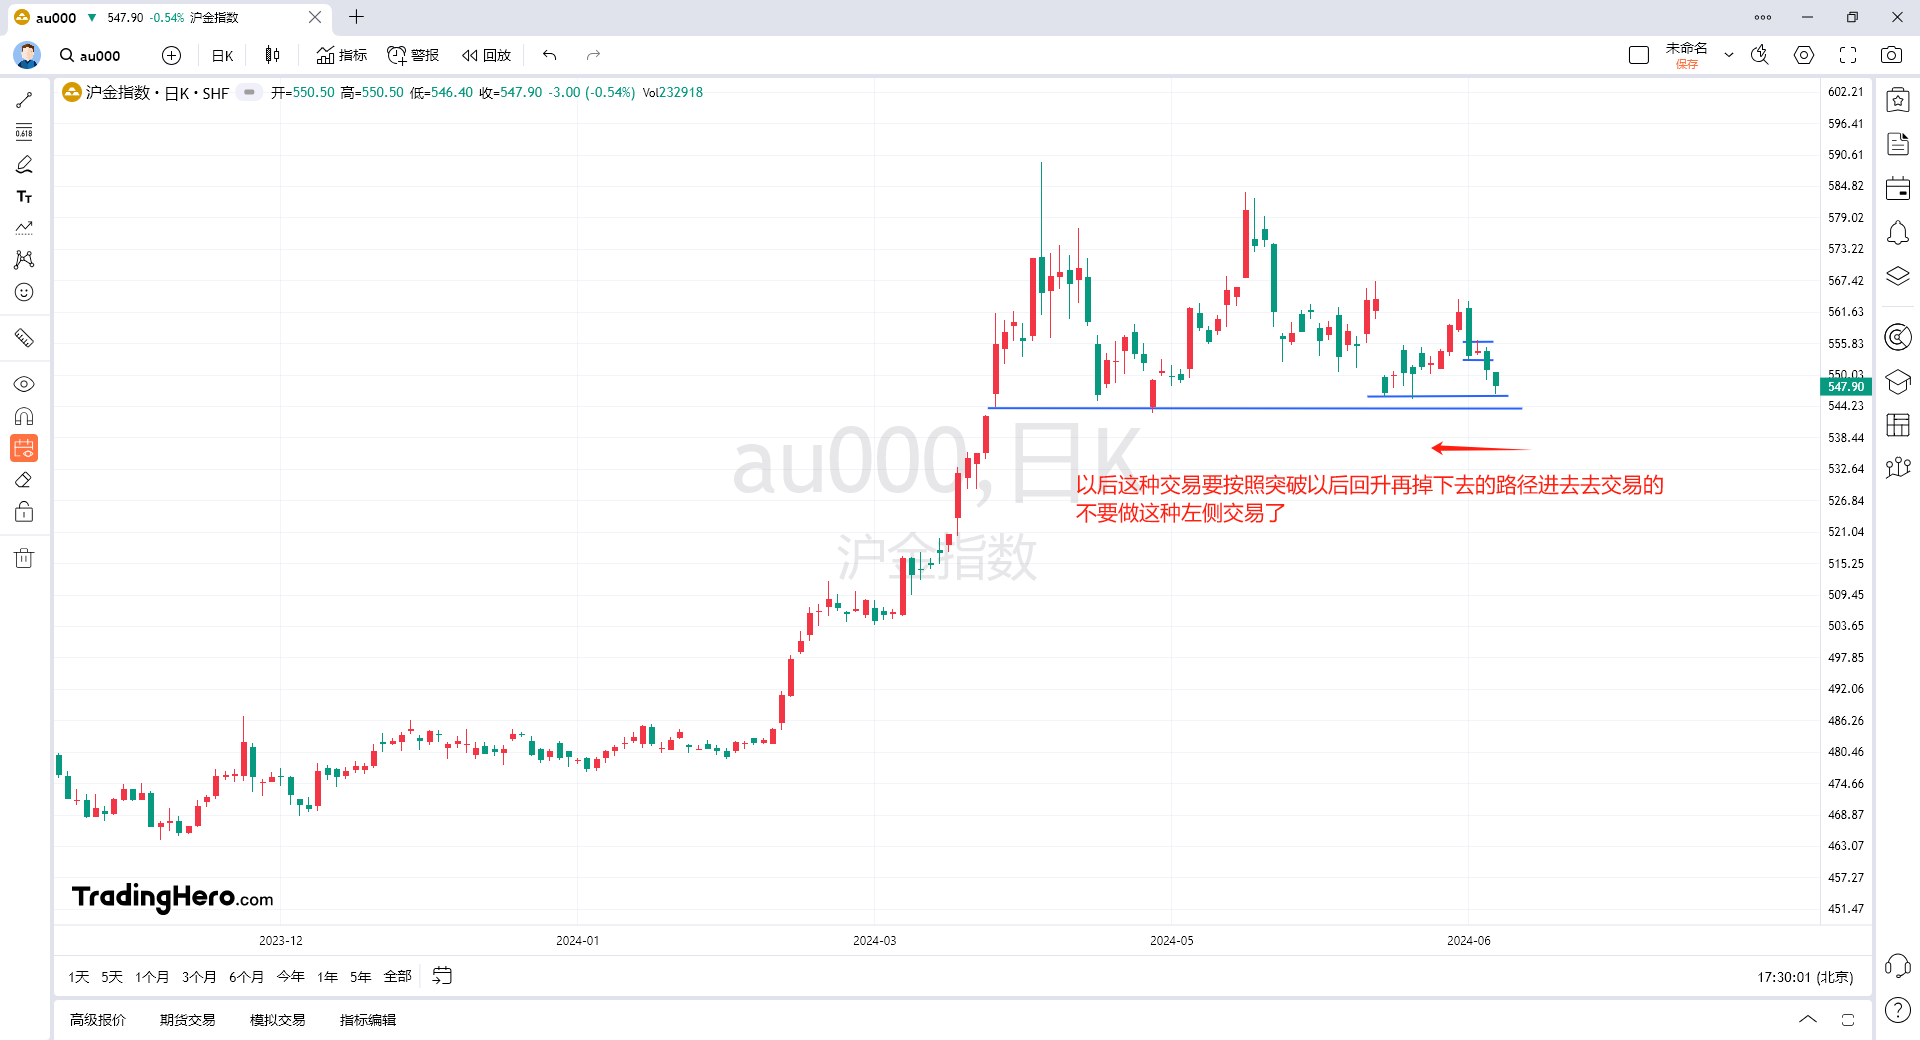 au000 ▼ 547.90 -0.54% 沪金指数
au000 日K 指标 警报 回放 未命名
保存
沪金指数 · 日K · SHF 开=550.50 高=550.50 低=546.40 收=547.90 -3.00 (-0.54%) Vol232918
0.618
TT
602.21
596.41
590.61
584.82
579.02
573.22
567.42
561.63
555.83
550.03
547.90
544.23
538.44
532.64
526.84
521.04
515.25
509.45
503.65
497.85
492.06
486.26
480.46
474.66
468.87
463.07
457.27
451.47
au000,日K
沪金指数
以后这种交易要按照突破以后回升再掉下去的路径进去去交易的
不要做这种左侧交易了
TradingHero.com
2023-12 2024-01 2024-03 2024-05 2024-06
1天 5天 1个月 3个月 6个月 今年 1年 5年 全部 17:30:01 (北京)
高级报价 期货交易 模拟交易 指标编辑